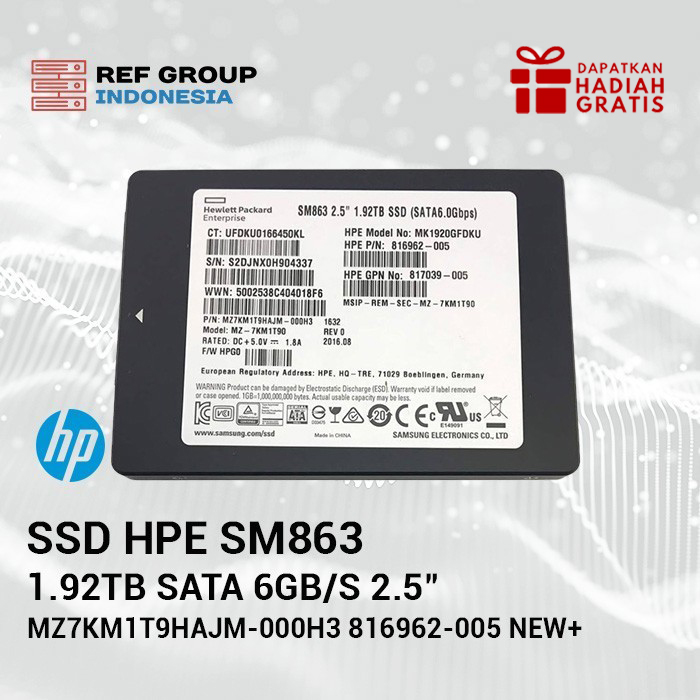 REF GROUP
INDONESIA
DAPATKAN
HADIAH
GRATIS
Hewlett Packard
Enterprise
SM863 2.5" 1.92TB SSD (SATA6.0Gbps)
CT: UFDKU0166450KL
HPE Model No: MK1920GFDKU
HPE P/N: 816962-005
S/N: S2DJNX0H904337
HPE GPN No: 817039-005
WWN: 5002538C404018F6
MSIP-REM-SEC-MZ-7KM1T90
P/N: MZ7KM1T9HAJM-000H3 1632
Model: MZ-7KM1T90 REV 0
RATED: DC+5.0V 1.8A 2016.08
F/W HPG0
European Regulatory Address: HPE, HQ-TRE, 71029 Boeblingen, Germany
WARNING Product can be damaged by Electrostatic Discharge (ESD). Warranty void if label removed
or case opened. 1GB=1,000,000,000 bytes. Actual usable capacity may be less.
SATA
D33475
20
CE
c UL US
E149091
www.samsung.com/ssd
Made in CHINA
SAMSUNG ELECTRONICS CO., LTD
hp
SSD HPE SM863
1.92TB SATA 6GB/S 2.5"
MZ7KM1T9HAJM-000H3 816962-005 NEW+